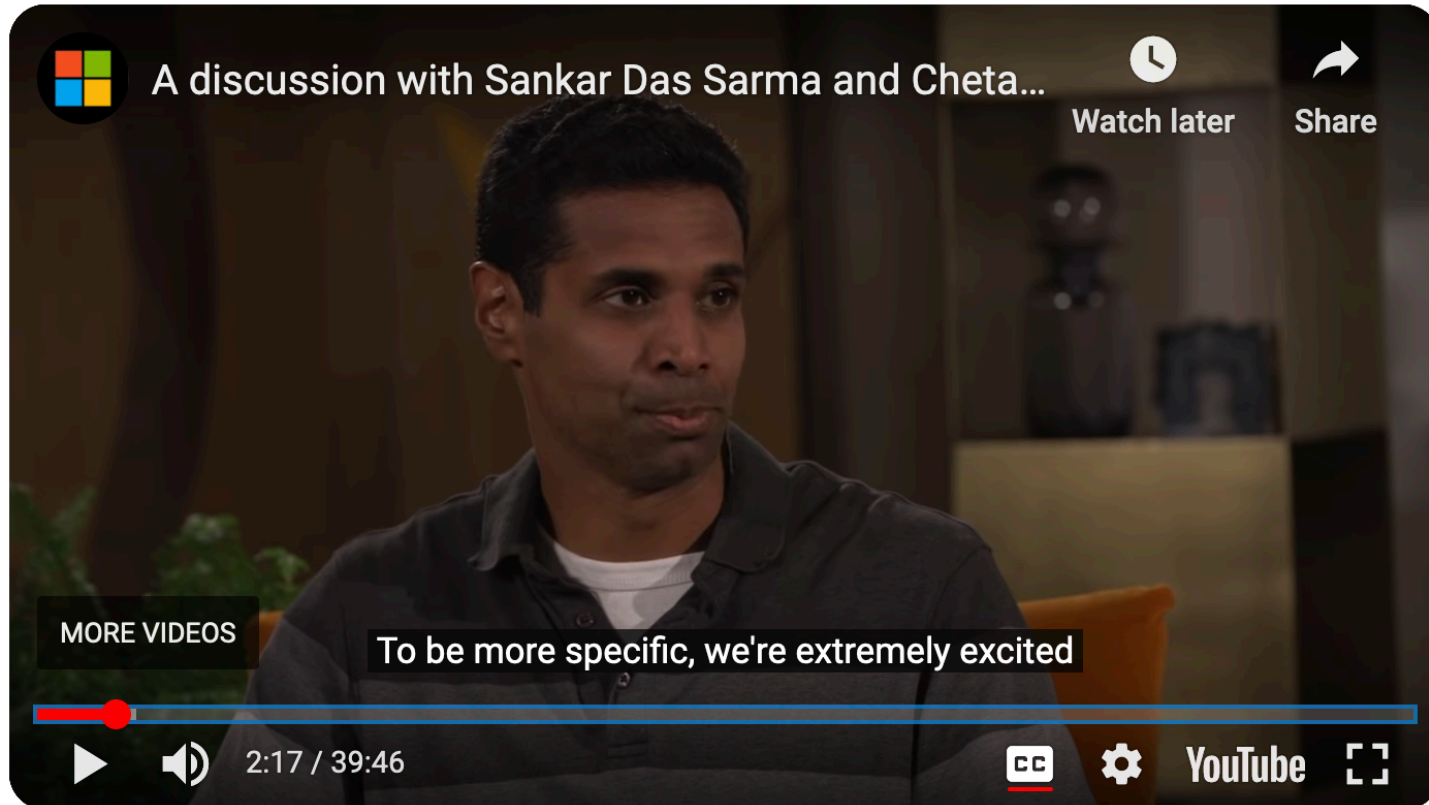 A discussion with Sankar Das Sarma and Cheta...
Watch later
Share
MORE VIDEOS
To be more specific, we're extremely excited
2:17 / 39:46
CC
YouTube